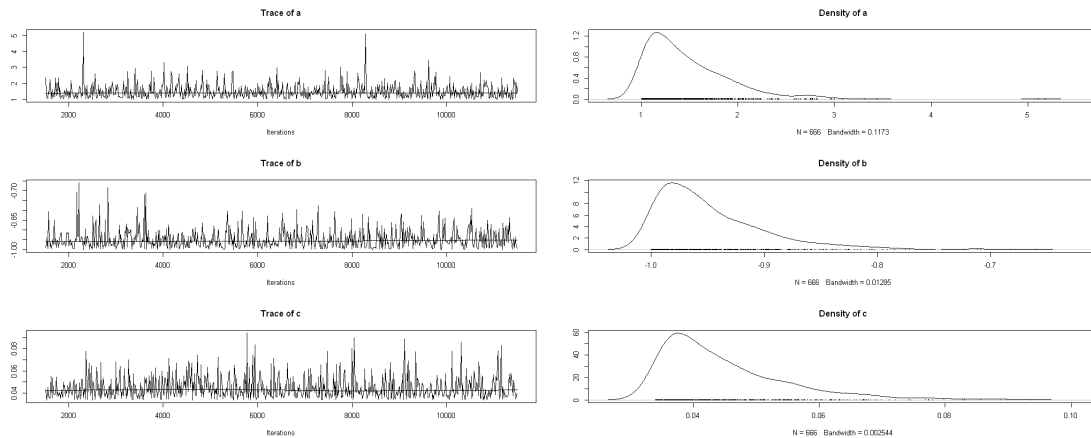 Trace of a
5
4
3
2
1
2000 4000 6000 8000 10000
Iterations
Density of a
1.2
0.8
0.4
0.0
1 2 3 4 5
N = 666 Bandwidth = 0.1173
Trace of b
-0.70
-0.85
-1.00
2000 4000 6000 8000 10000
Iterations
Density of b
12
8
6
4
2
0
-1.0 -0.9 -0.8 -0.7
N = 666 Bandwidth = 0.01285
Trace of c
0.08
0.06
0.04
2000 4000 6000 8000 10000
Iterations
Density of c
60
40
20
0
0.04 0.06 0.08 0.10
N = 666 Bandwidth = 0.002544